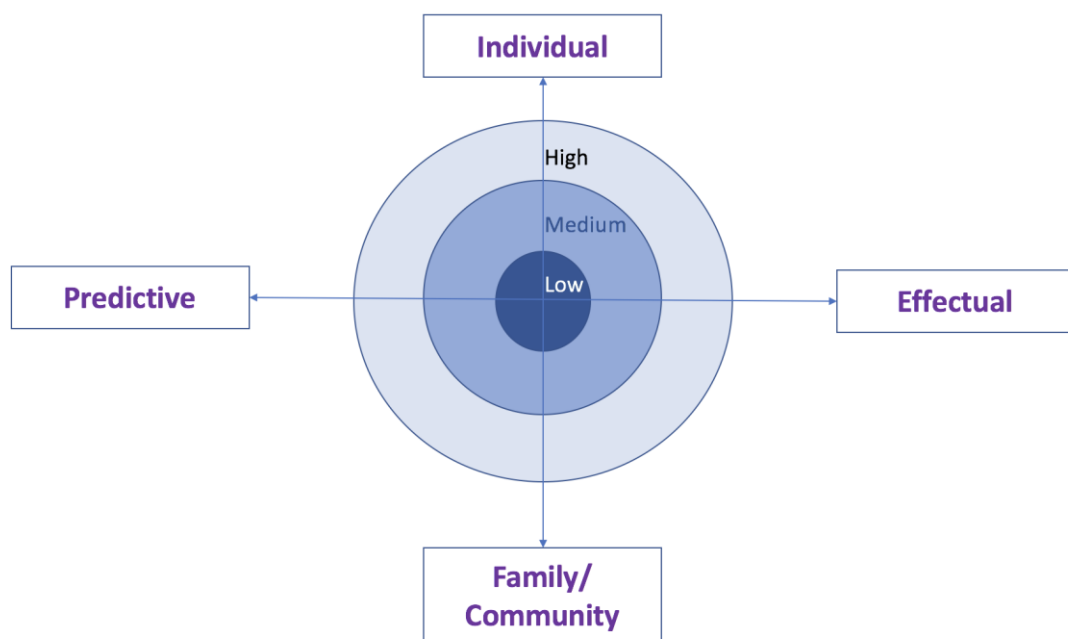 Individual
High
Medium
Low
Predictive
Effectual
Family/
Community